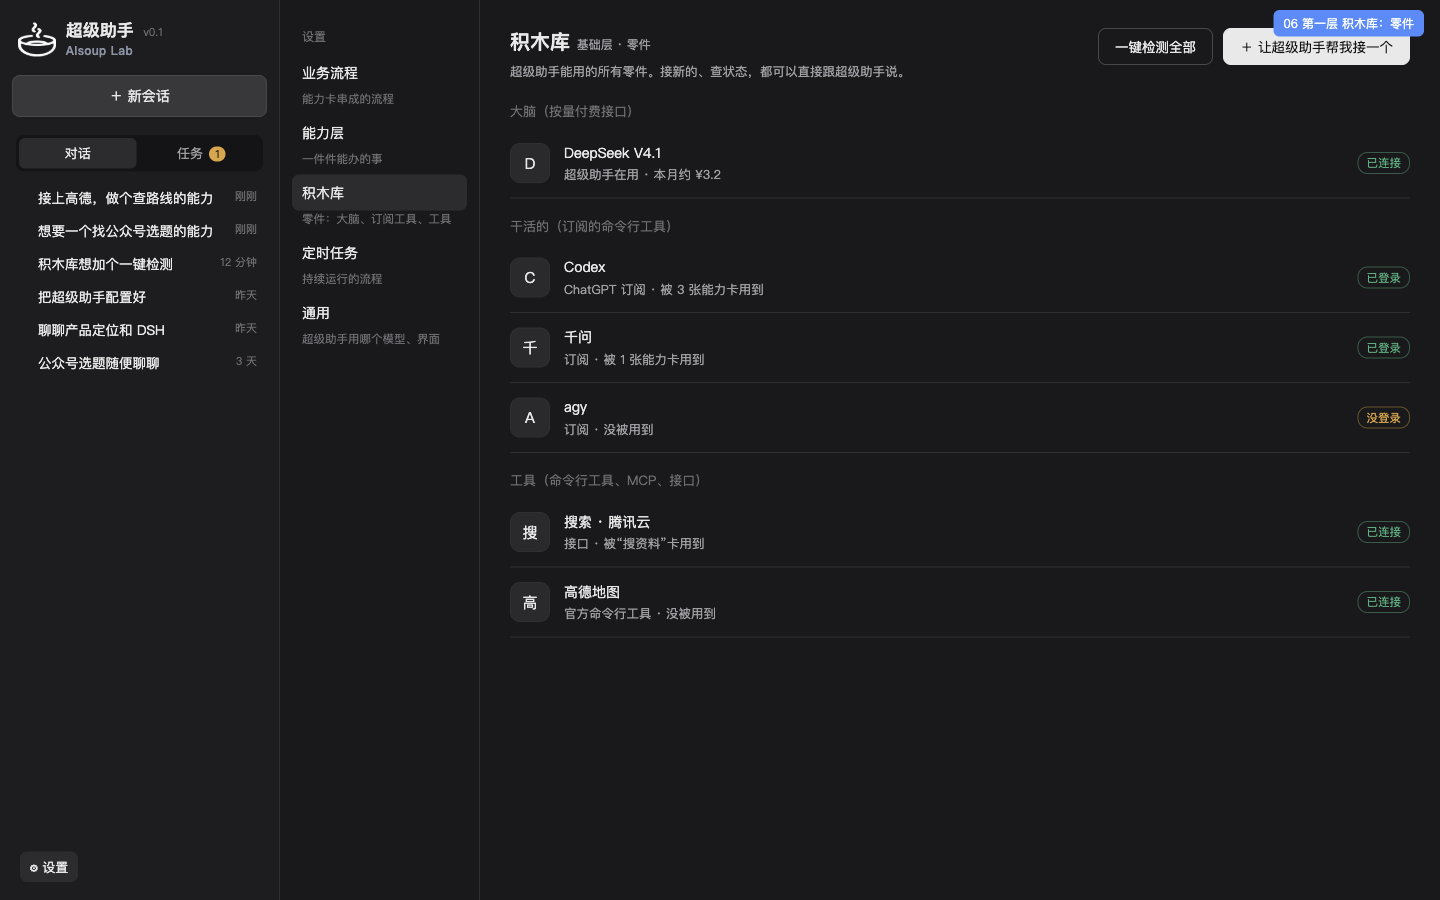 超级助手 v0.1
AIsoup Lab
+ 新会话
对话
任务 1
接上高德，做个查路线的能力 刚刚
想要一个找公众号选题的能力 刚刚
积木库想加个一键检测 12 分钟
把超级助手配置好 昨天
聊聊产品定位和 DSH 昨天
公众号选题随便聊聊 3 天
设置
设置
业务流程
能力卡串成的流程
能力层
一件件能办的事
积木库
零件：大脑、订阅工具、工具
定时任务
持续运行的流程
通用
超级助手用哪个模型、界面
06 第一层 积木库：零件
积木库 基础层 · 零件
一键检测全部
+ 让超级助手帮我接一个
超级助手能用的所有零件。接新的、查状态，都可以直接跟超级助手说。
大脑（按量付费接口）
D
DeepSeek V4.1
超级助手在用 · 本月约 ¥3.2
已连接
干活的（订阅的命令行工具）
C
Codex
ChatGPT 订阅 · 被 3 张能力卡用到
已登录
千
千问
订阅 · 被 1 张能力卡用到
已登录
A
agy
订阅 · 没被用到
没登录
工具（命令行工具、MCP、接口）
搜
搜索 · 腾讯云
接口 · 被“搜资料”卡用到
已连接
高
高德地图
官方命令行工具 · 没被用到
已连接